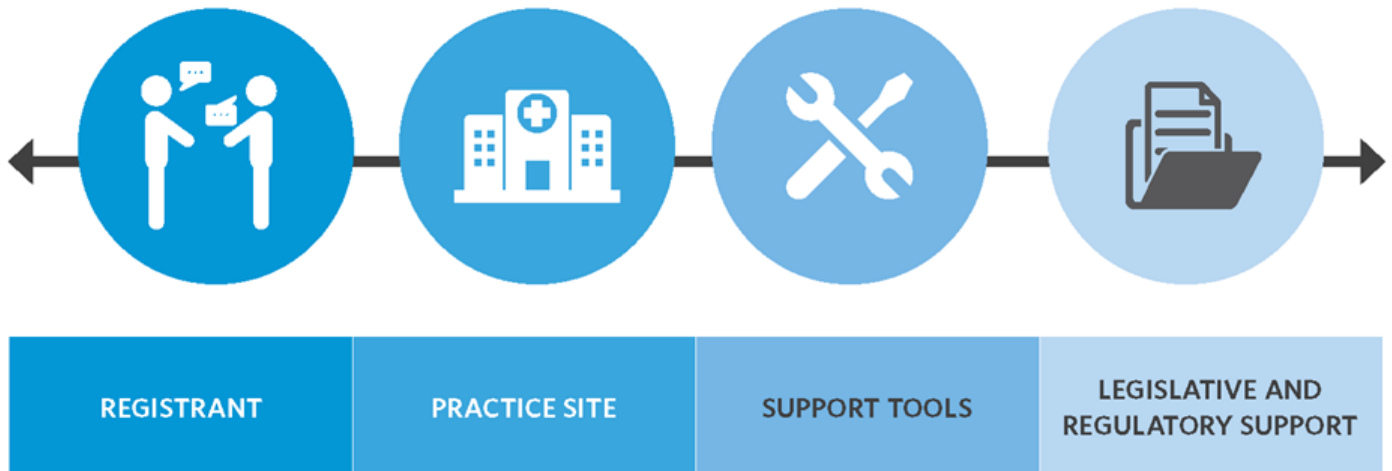 REGISTRANT
PRACTICE SITE
SUPPORT TOOLS
LEGISLATIVE AND
REGULATORY SUPPORT